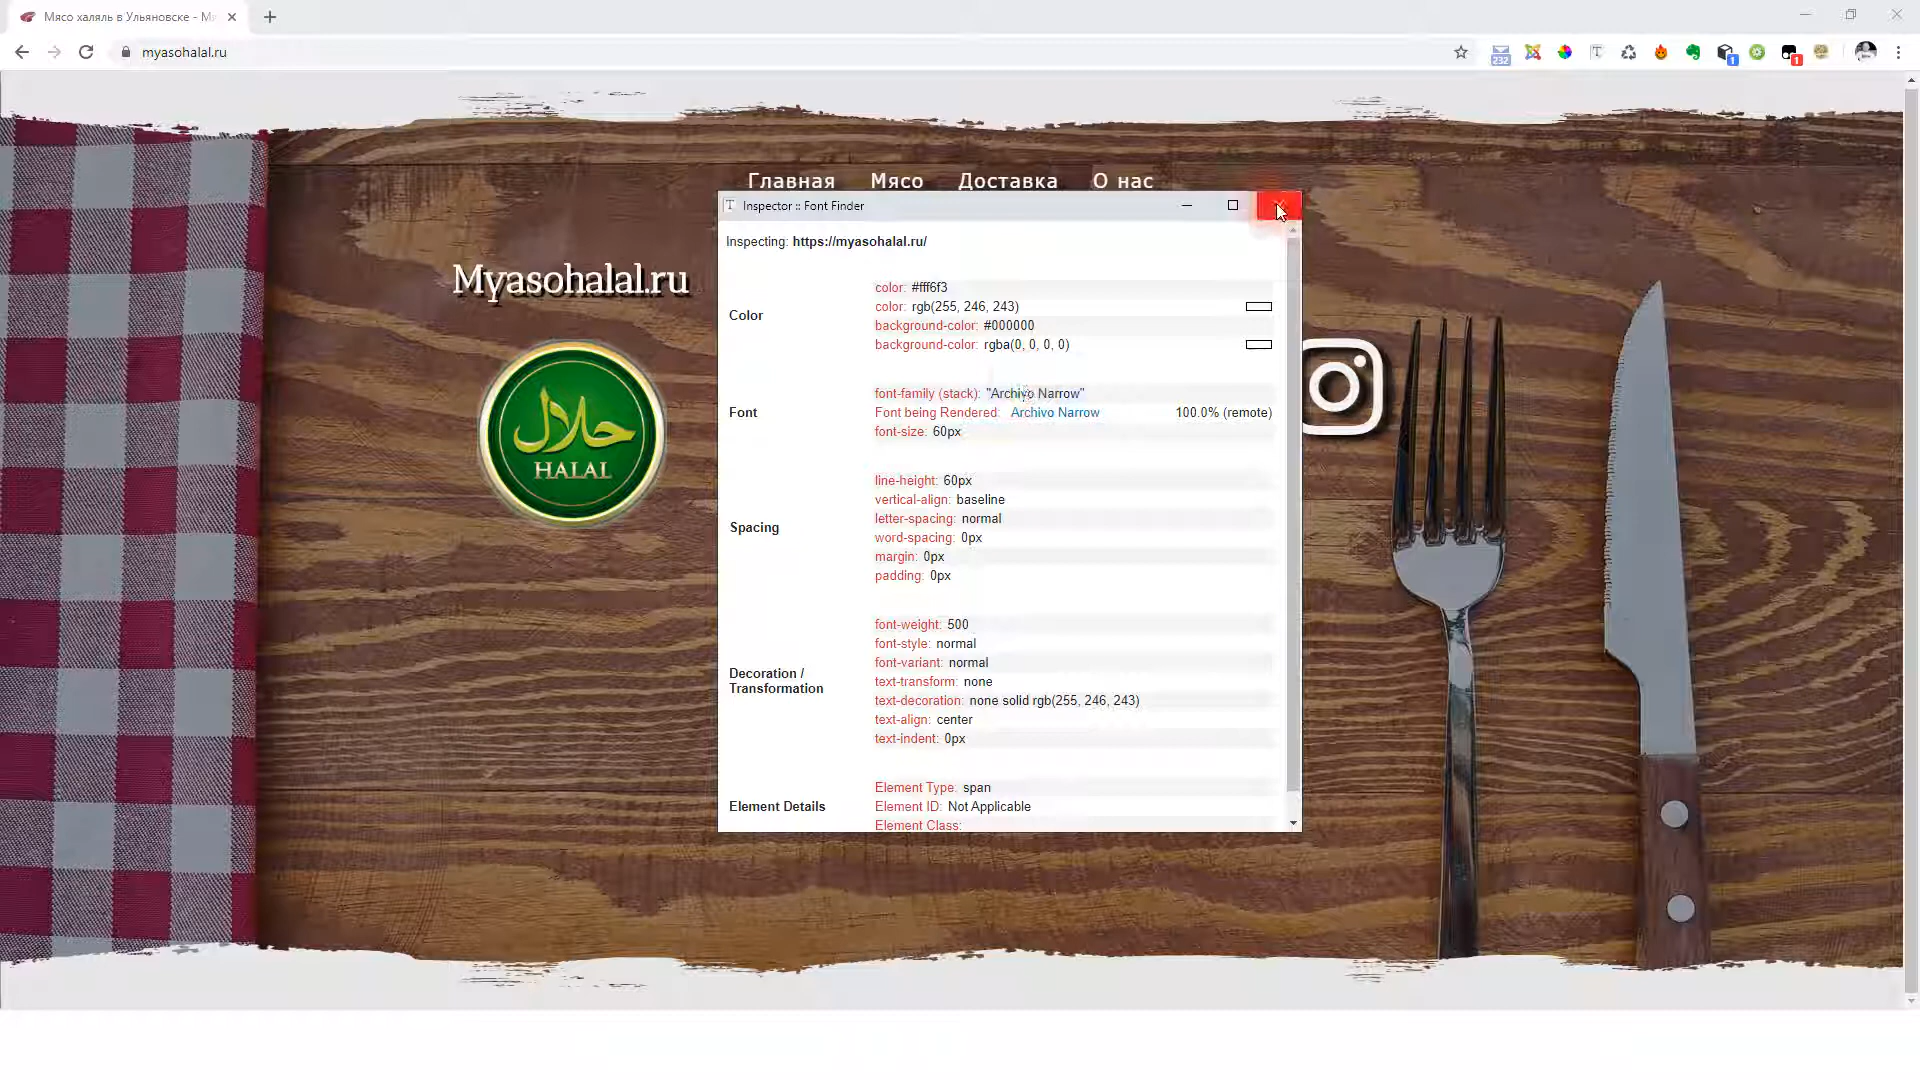 Мясо халяль в Ульяновске - М
myasohalal.ru
232
1
1
Главная Мясо Доставка О нас
Inspector :: Font Finder
Inspecting: https://myasohalal.ru/
Myasohalal.ru
حلال
HALAL
Color
color: #fff6f3
color: rgb(255, 246, 243)
background-color: #000000
background-color: rgba(0, 0, 0, 0)
Font
font-family (stack): "Archivo Narrow"
Font being Rendered: Archivo Narrow 100.0% (remote)
font-size: 60px
Spacing
line-height: 60px
vertical-align: baseline
letter-spacing: normal
word-spacing: 0px
margin: 0px
padding: 0px
Decoration /
Transformation
font-weight: 500
font-style: normal
font-variant: normal
text-transform: none
text-decoration: none solid rgb(255, 246, 243)
text-align: center
text-indent: 0px
Element Details
Element Type: span
Element ID: Not Applicable
Element Class: